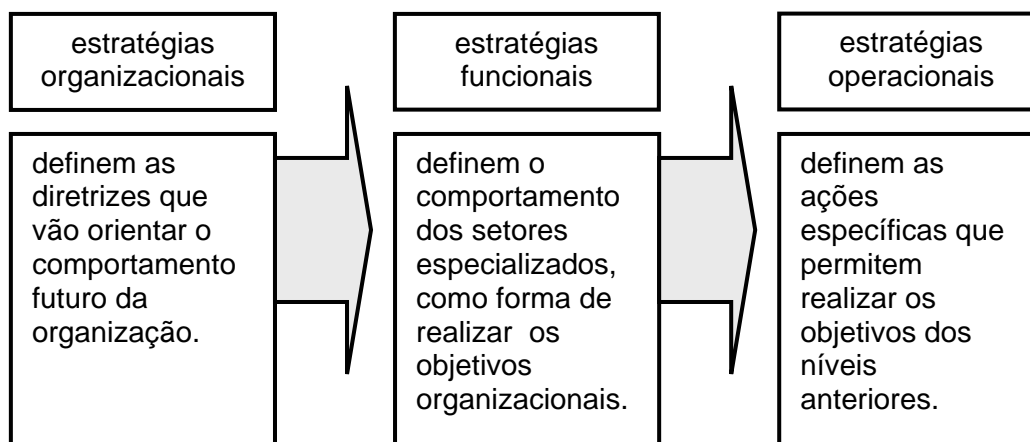 estratégias
organizacionais
estratégias
funcionais
estratégias
operacionais
definem as
diretrizes que
vão orientar o
comportamento
futuro da
organização.
definem o
comportamento
dos setores
especializados,
como forma de
realizar os
objetivos
organizacionais.
definem as
ações
específicas que
permitem
realizar os
objetivos dos
níveis
anteriores.